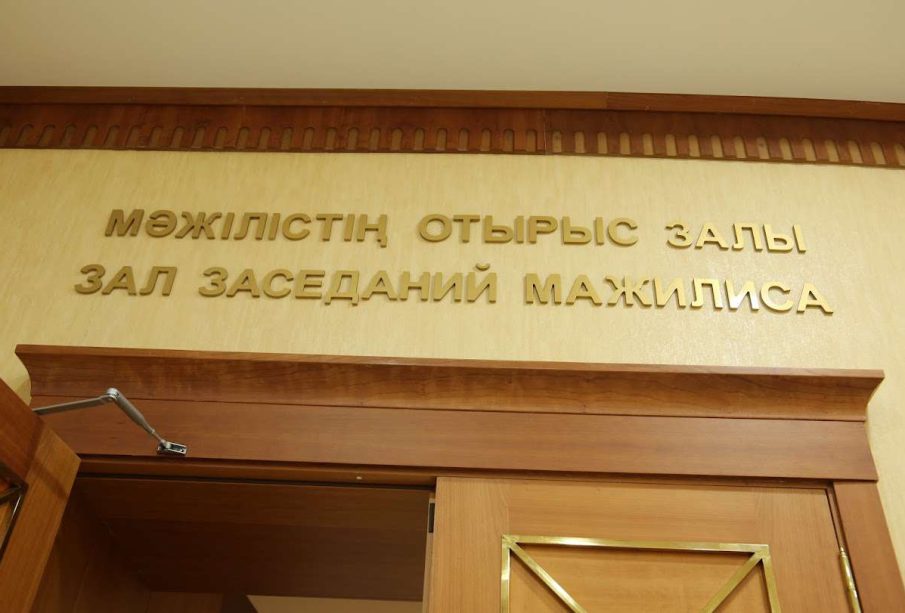 МӘЖІЛІСТІҢ ОТЫРЫС ЗАЛЫ
ЗАЛ ЗАСЕДАНИЙ МАЖИЛИСА